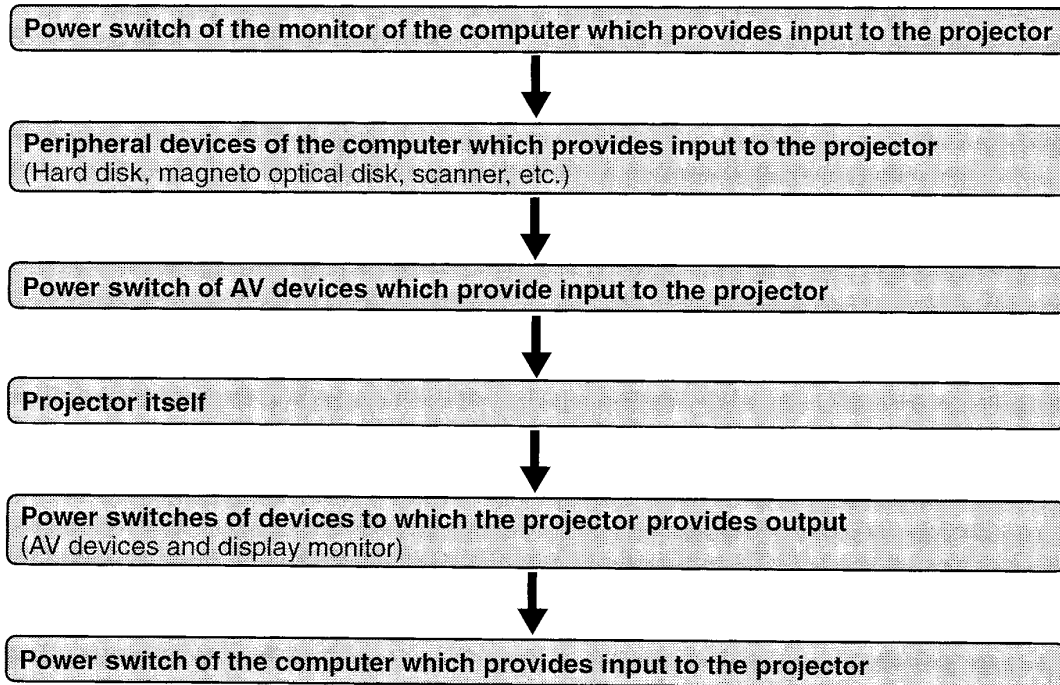 Power switch of the monitor of the computer which provides input to the projector
Peripheral devices of the computer which provides input to the projector
(Hard disk, magneto optical disk, scanner, etc.)
Power switch of AV devices which provide input to the projector
Projector itself
Power switches of devices to which the projector provides output
(AV devices and display monitor)
Power switch of the computer which provides input to the projector